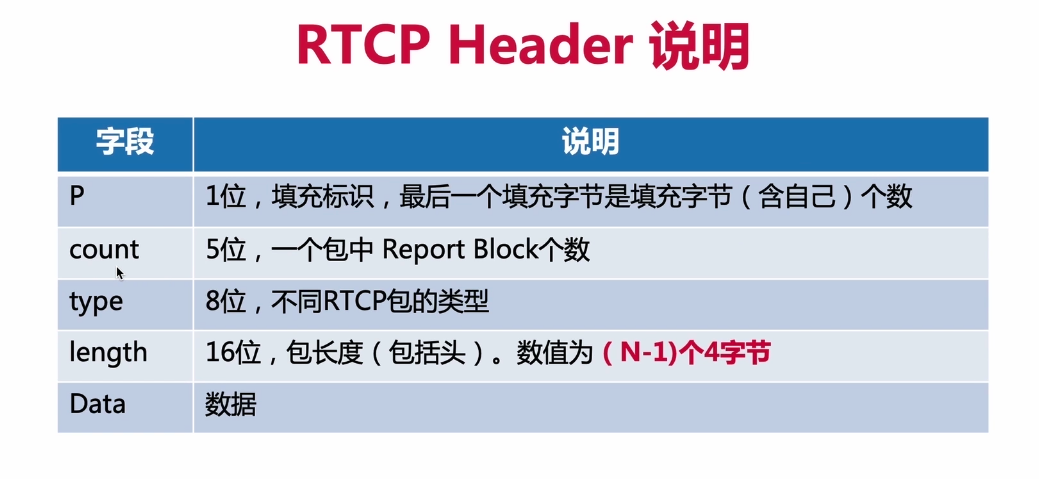 RTCP Header 说明
字段 说明
P 1位，填充标识，最后一个填充字节是填充字节（含自己）个数
count 5位，一个包中 Report Block个数
type 8位，不同RTCP包的类型
length 16位，包长度（包括头）。数值为（N-1)个4字节
Data 数据